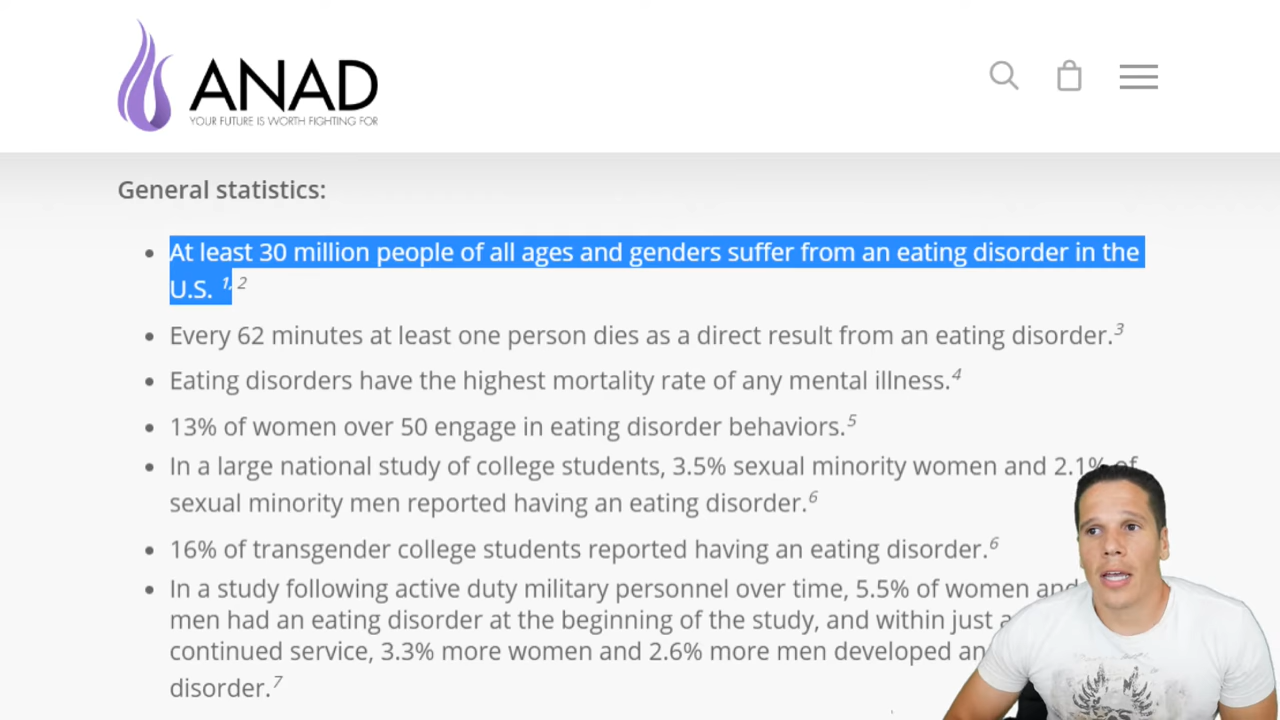 ANAD
YOUR FUTURE IS WORTH FIGHTING FOR
General statistics:
• At least 30 million people of all ages and genders suffer from an eating disorder in the
U.S. 1, 2
• Every 62 minutes at least one person dies as a direct result from an eating disorder.3
• Eating disorders have the highest mortality rate of any mental illness.4
• 13% of women over 50 engage in eating disorder behaviors.5
• In a large national study of college students, 3.5% sexual minority women and 2.1% of
sexual minority men reported having an eating disorder.6
• 16% of transgender college students reported having an eating disorder.6
• In a study following active duty military personnel over time, 5.5% of women and
men had an eating disorder at the beginning of the study, and within just
continued service, 3.3% more women and 2.6% more men developed an
disorder.7